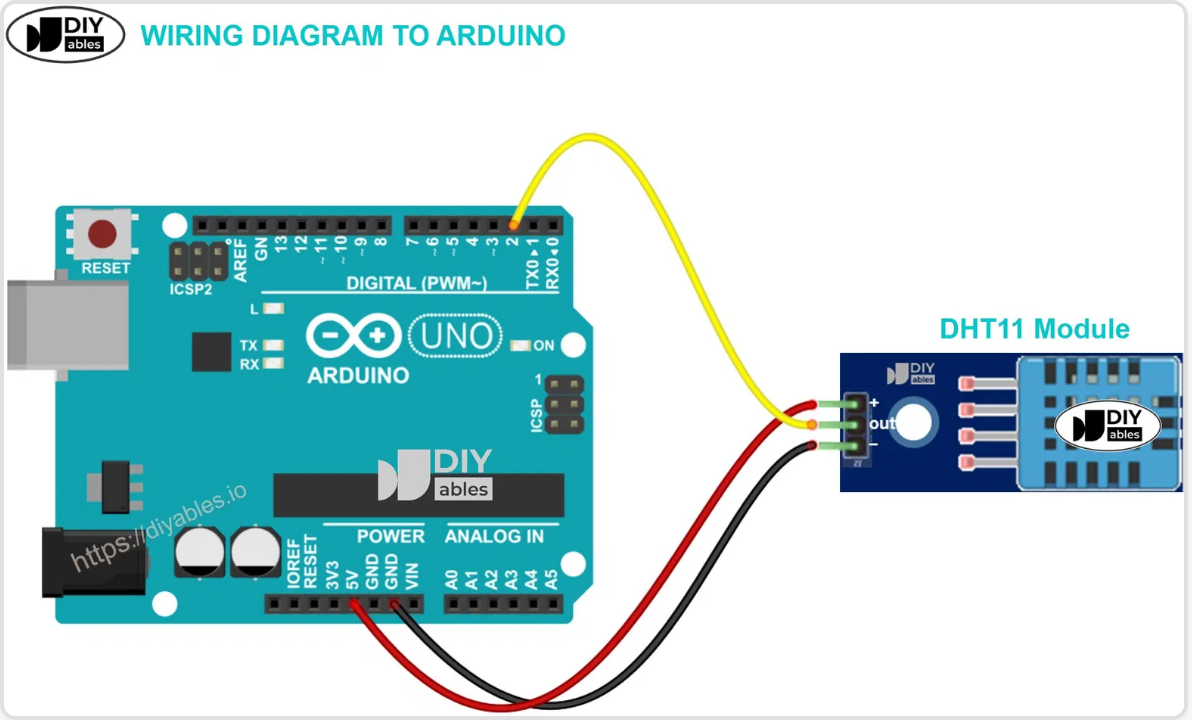 DIY
ables
WIRING DIAGRAM TO ARDUINO
RESET
ICSP2
AREF
GN
13
12
~11
~10
~9
8
7
~6
~5
4
~3
2
TX0▸1
RX0◂0
DIGITAL (PWM~)
L
TX
RX
UNO
ON
ARDUINO
1
ICSP
DIY
ables
https://diyables.io
POWER
ANALOG IN
IOREF
RESET
3V3
5V
GND
GND
VIN
A0
A1
A2
A3
A4
A5
DHT11 Module
DIY
ables
+
out
−
DIY
ables